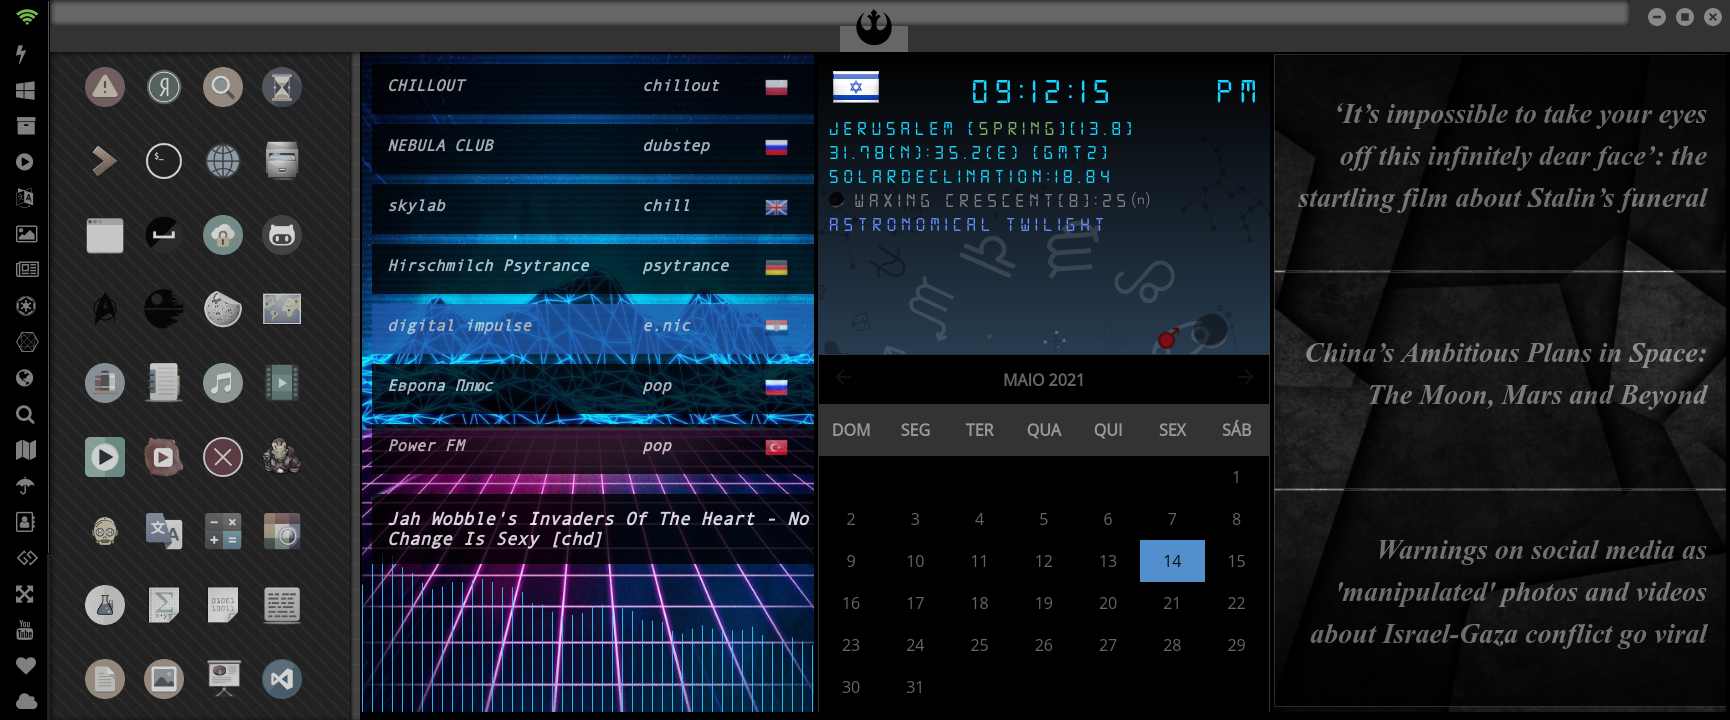 CHILLOUT chillout
NEBULA CLUB dubstep
skylab chill
Hirschmilch Psytrance psytrance
digital impulse e.nic
Европа Плюс pop
Power FM pop
Jah Wobble's Invaders Of The Heart - No
Change Is Sexy [chd]
09:12:15 PM
JERUSALEM [SPRING][13.8]
31.78(N):35.2(E) [GMT2]
SOLARDECLINATION:18.84
WAXING CRESCENT[8]:25(n)
ASTRONOMICAL TWILIGHT
MAIO 2021
DOM SEG TER QUA QUI SEX SÁB
1
2 3 4 5 6 7 8
9 10 11 12 13 14 15
16 17 18 19 20 21 22
23 24 25 26 27 28 29
30 31
‘It’s impossible to take your eyes
off this infinitely dear face’: the
startling film about Stalin’s funeral
China’s Ambitious Plans in Space:
The Moon, Mars and Beyond
Warnings on social media as
'manipulated' photos and videos
about Israel-Gaza conflict go viral